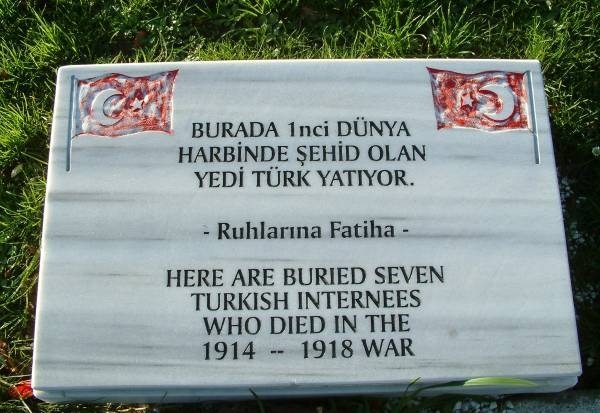 BURADA 1nci DÜNYA
HARBİNDE ŞEHİD OLAN
YEDİ TÜRK YATIYOR.
- Ruhlarına Fatiha -
HERE ARE BURIED SEVEN
TURKISH INTERNEES
WHO DIED IN THE
1914 -- 1918 WAR